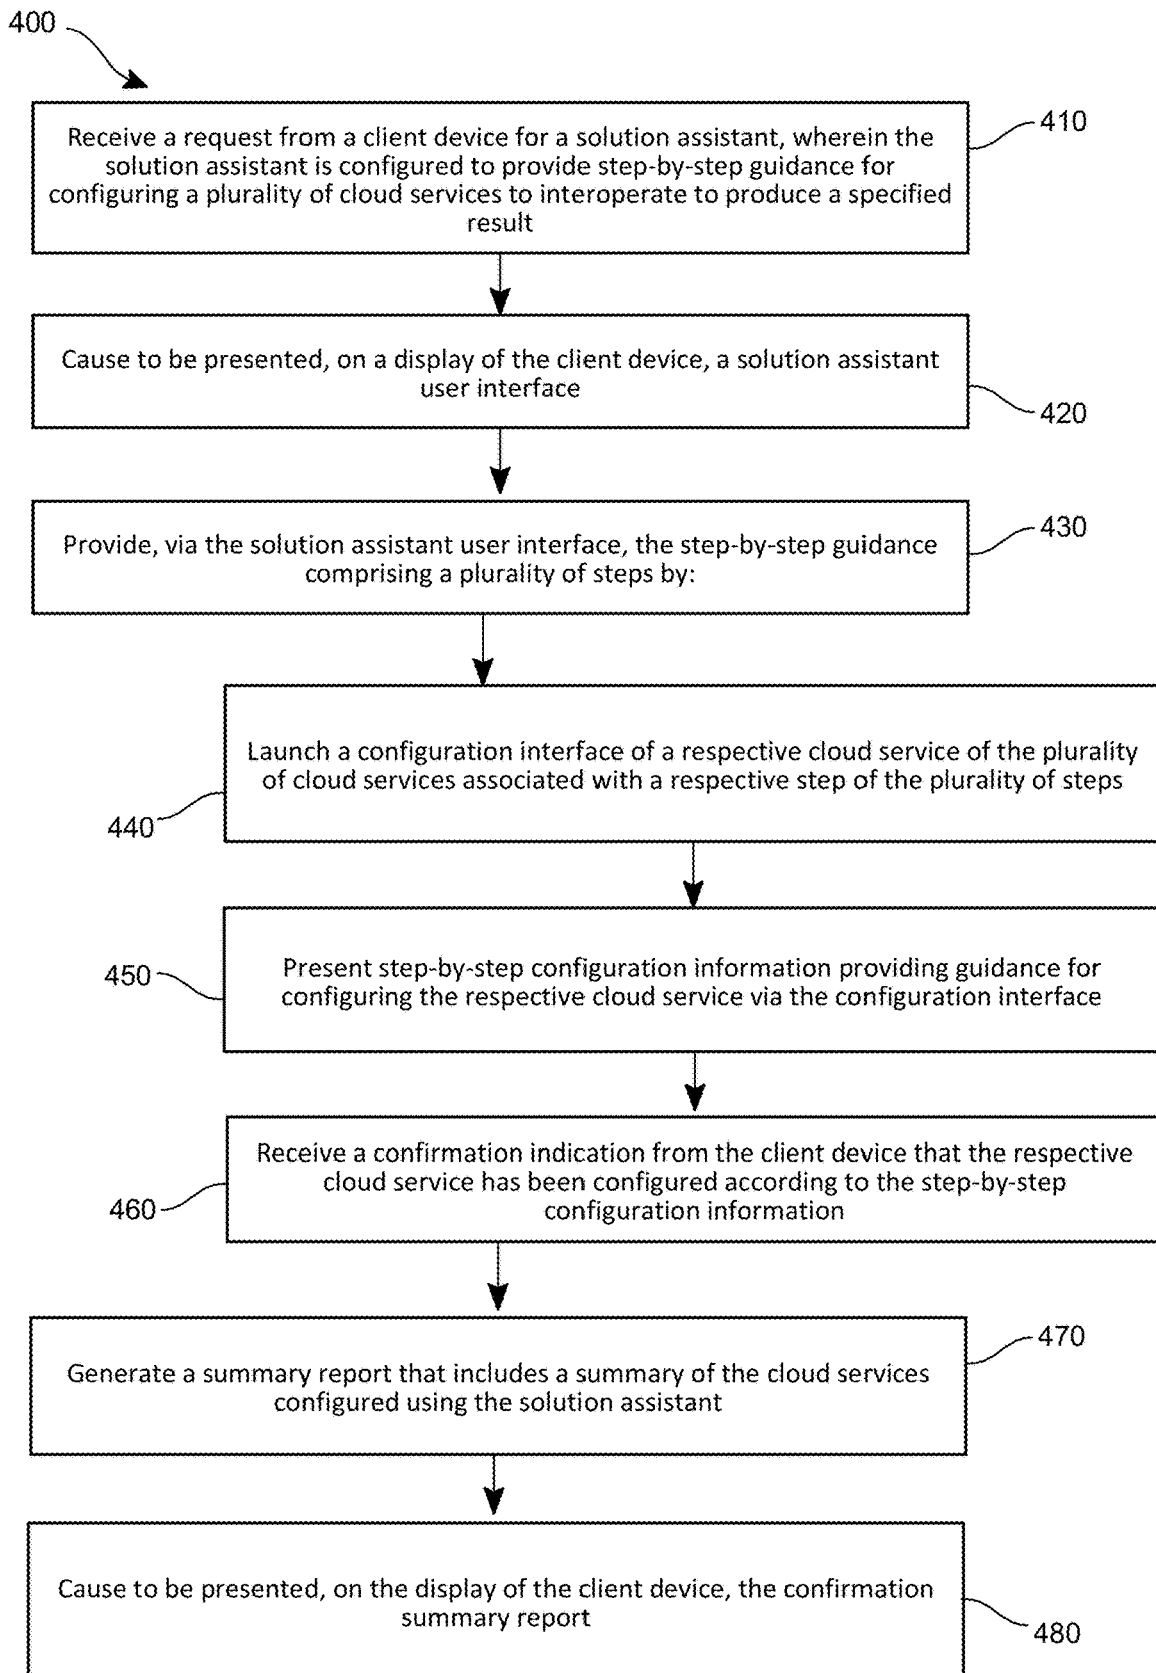 400
Receive a request from a client device for a solution assistant, wherein the
solution assistant is configured to provide step-by-step guidance for
configuring a plurality of cloud services to interoperate to produce a specified
result
410
Cause to be presented, on a display of the client device, a solution assistant
user interface
420
Provide, via the solution assistant user interface, the step-by-step guidance
comprising a plurality of steps by:
430
Launch a configuration interface of a respective cloud service of the plurality
of cloud services associated with a respective step of the plurality of steps
440
Present step-by-step configuration information providing guidance for
configuring the respective cloud service via the configuration interface
450
Receive a confirmation indication from the client device that the respective
cloud service has been configured according to the step-by-step
configuration information
460
Generate a summary report that includes a summary of the cloud services
configured using the solution assistant
470
Cause to be presented, on the display of the client device, the confirmation
summary report
480